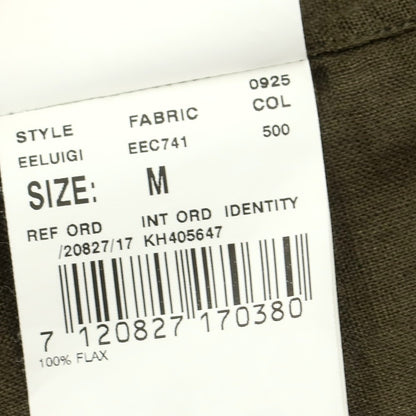 0925
STYLE FABRIC COL
EELUIGI EEC741 500
SIZE: M
REF ORD INT ORD IDENTITY
/20827/17 KH405647
7 120827 170380
100% FLAX